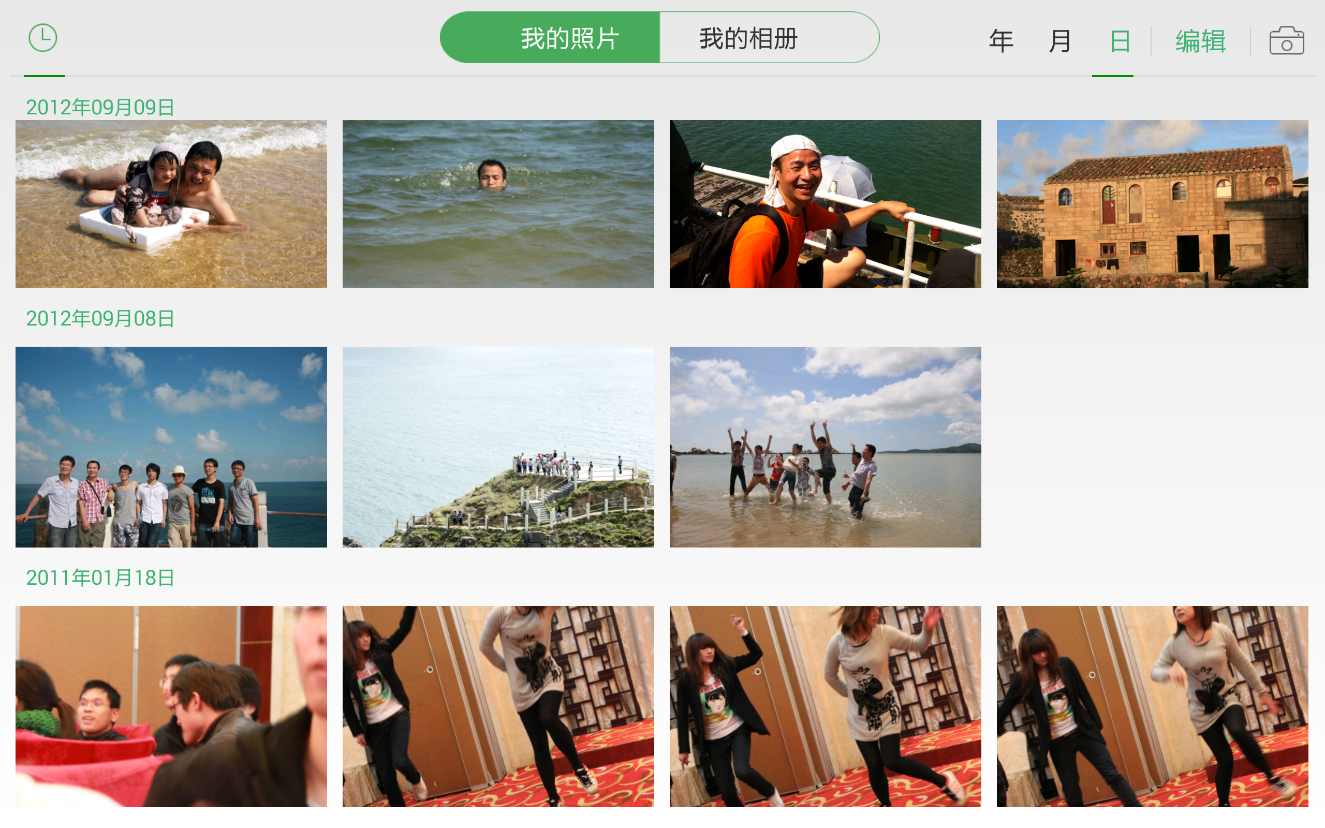 我的照片 我的相册 年 月 日 编辑
2012年09月09日
2012年09月08日
2011年01月18日